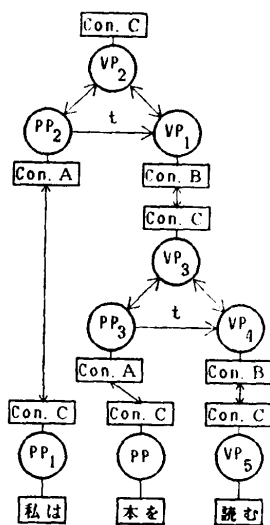 Con. C
VP2
PP2 t VP1
Con. A Con. B
Con. C
VP3
PP3 t VP4
Con. A Con. B
Con. C Con. C Con. C
PP1 PP VP5
私は 本を 読む